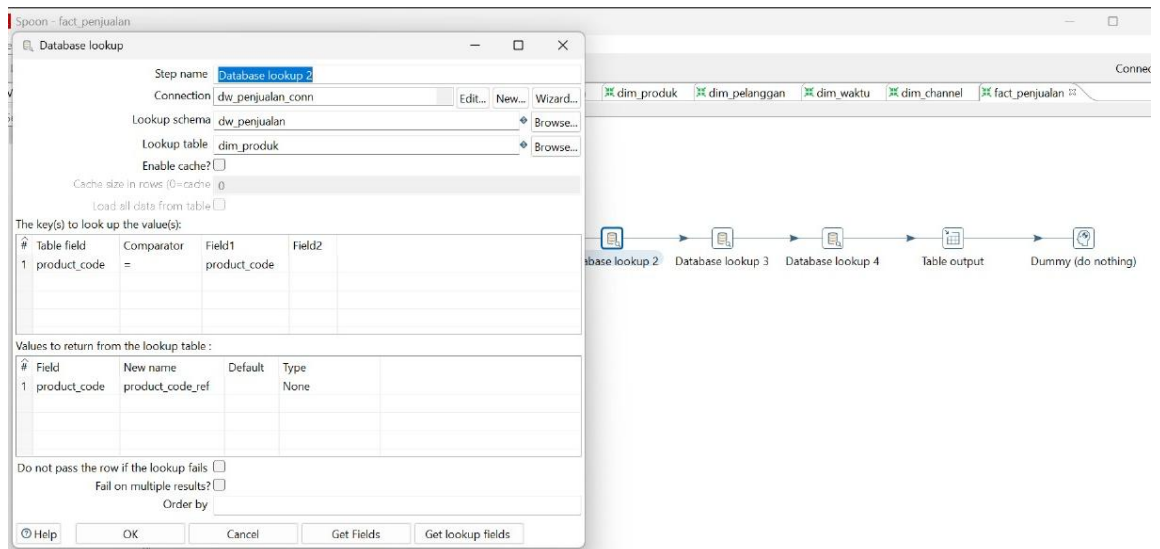 Spoon - fact_penjualan
Database lookup
Step name Database lookup 2
Connection dw_penjualan_conn Edit... New... Wizard...
Lookup schema dw_penjualan Browse...
Lookup table dim_produk Browse...
Enable cache?
Cache size in rows (0=cache 0
Load all data from table
The key(s) to look up the value(s):
# Table field Comparator Field1 Field2
1 product_code = product_code
Values to return from the lookup table :
# Field New name Default Type
1 product_code product_code_ref None
Do not pass the row if the lookup fails
Fail on multiple results?
Order by
Help OK Cancel Get Fields Get lookup fields
Connec
dim_produk dim_pelanggan dim_waktu dim_channel fact_penjualan
abase lookup 2 Database lookup 3 Database lookup 4 Table output Dummy (do nothing)